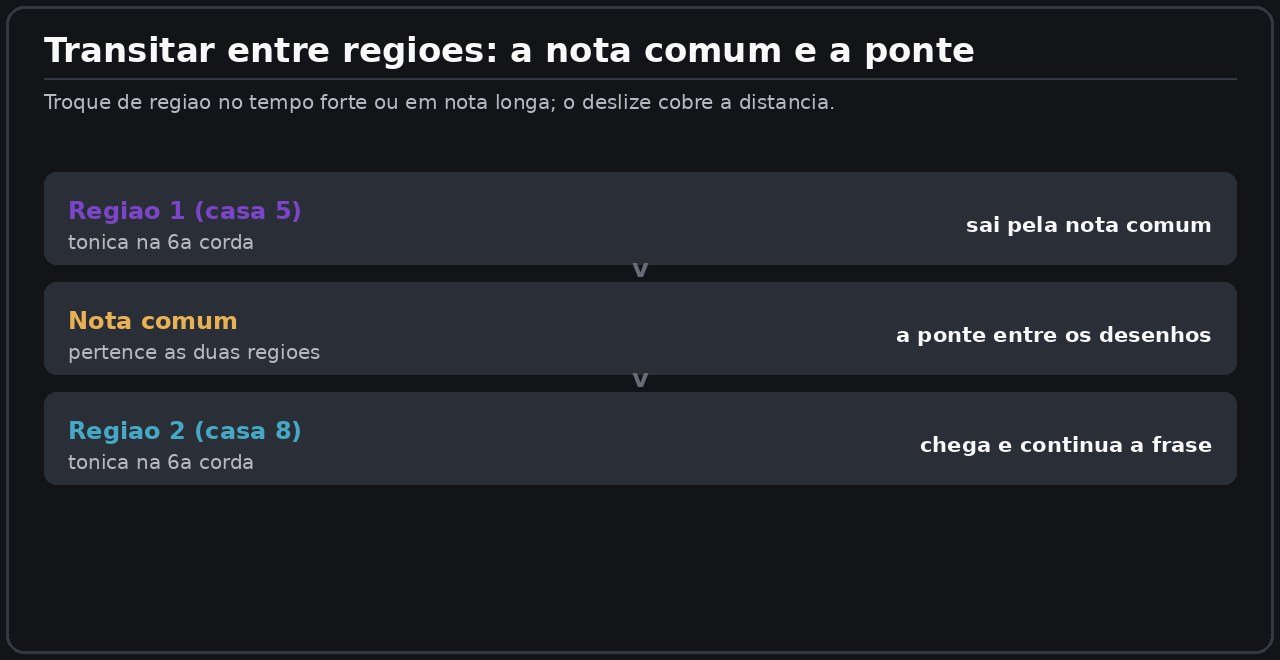 Transitar entre regioes: a nota comum e a ponte
Troque de regiao no tempo forte ou em nota longa; o deslize cobre a distancia.
Regiao 1 (casa 5)
tonica na 6a corda
sai pela nota comum
v
Nota comum
pertence as duas regioes
a ponte entre os desenhos
v
Regiao 2 (casa 8)
tonica na 6a corda
chega e continua a frase